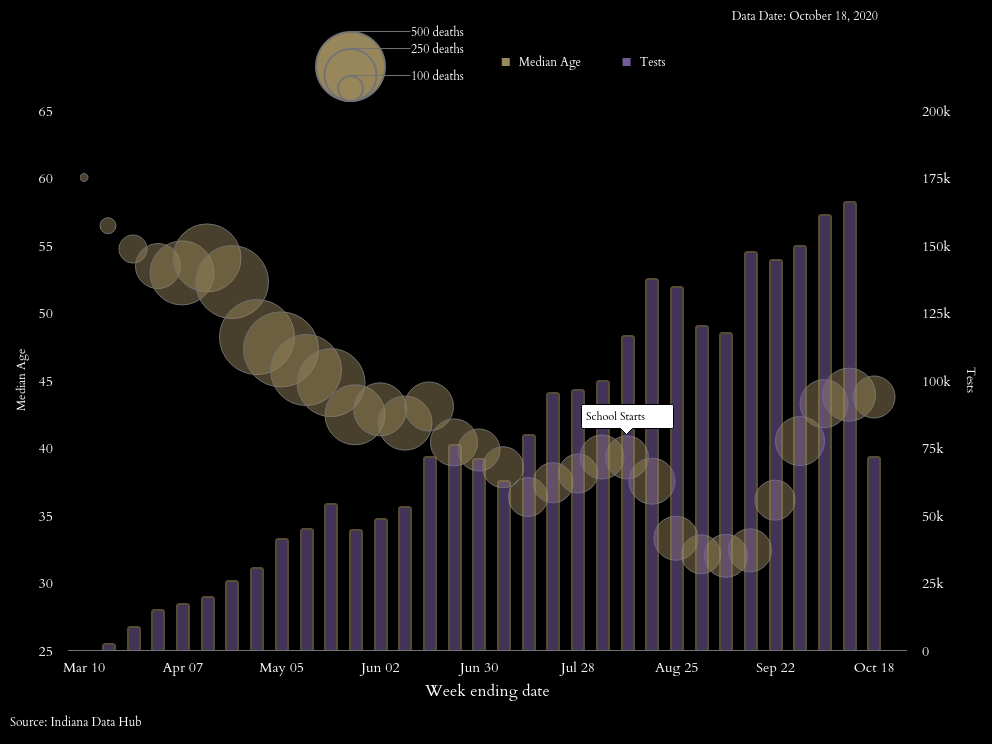 Data Date: October 18, 2020
500 deaths
250 deaths
100 deaths
Median Age
Tests
65
60
55
50
45
40
35
30
25
Median Age
200k
175k
150k
125k
100k
75k
50k
25k
0
Tests
School Starts
Mar 10 Apr 07 May 05 Jun 02 Jun 30 Jul 28 Aug 25 Sep 22 Oct 18
Week ending date
Source: Indiana Data Hub